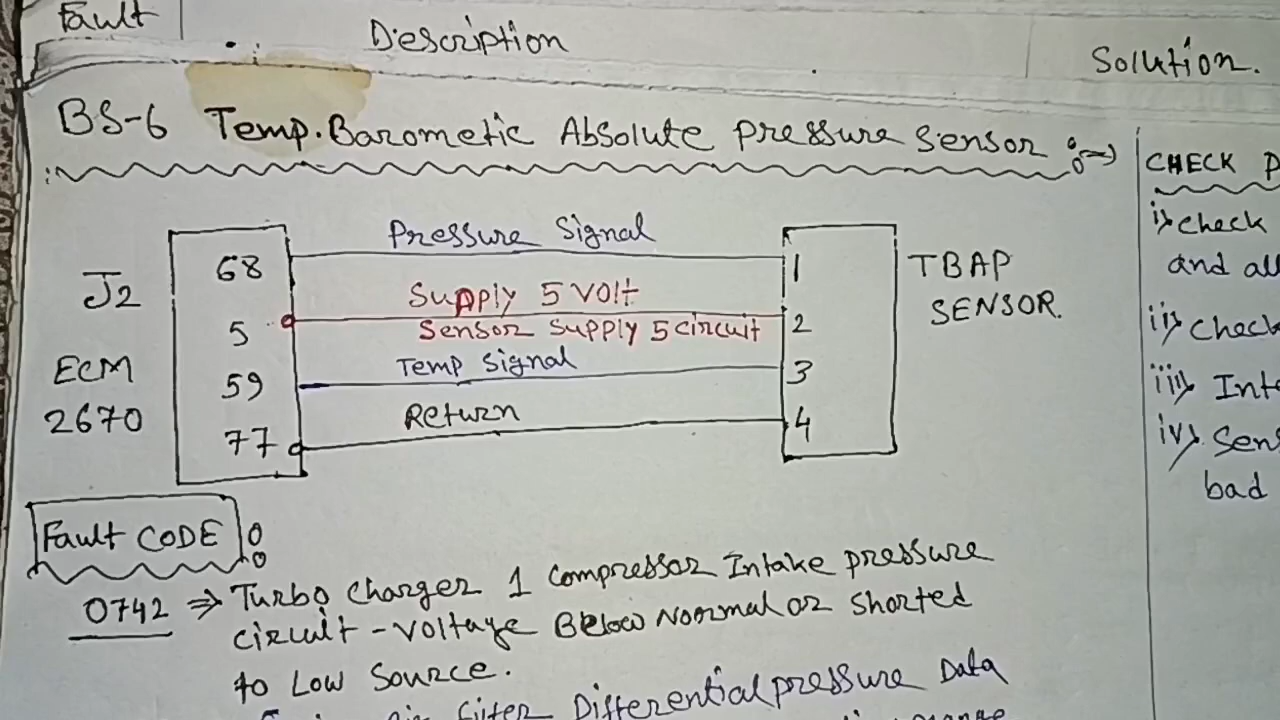 Fault
Description
Solution.
BS-6 Temp. Barometic Absolute Pressure Sensor
CHECK
i) Check
and all
ii) Check
iii)
iv)
bad
J2
ECM
2670
68
5
59
77
Pressure Signal
Supply 5 Volt
Sensor Supply 5 circuit
Temp Signal
Return
1
2
3
4
TBAP
SENSOR.
Fault CODE
0742 ⇒ Turbo Charger 1 Compressor Intake pressure
circuit - Voltage Below Normal or Shorted
to Low Source.
Filter Differential pressure Data